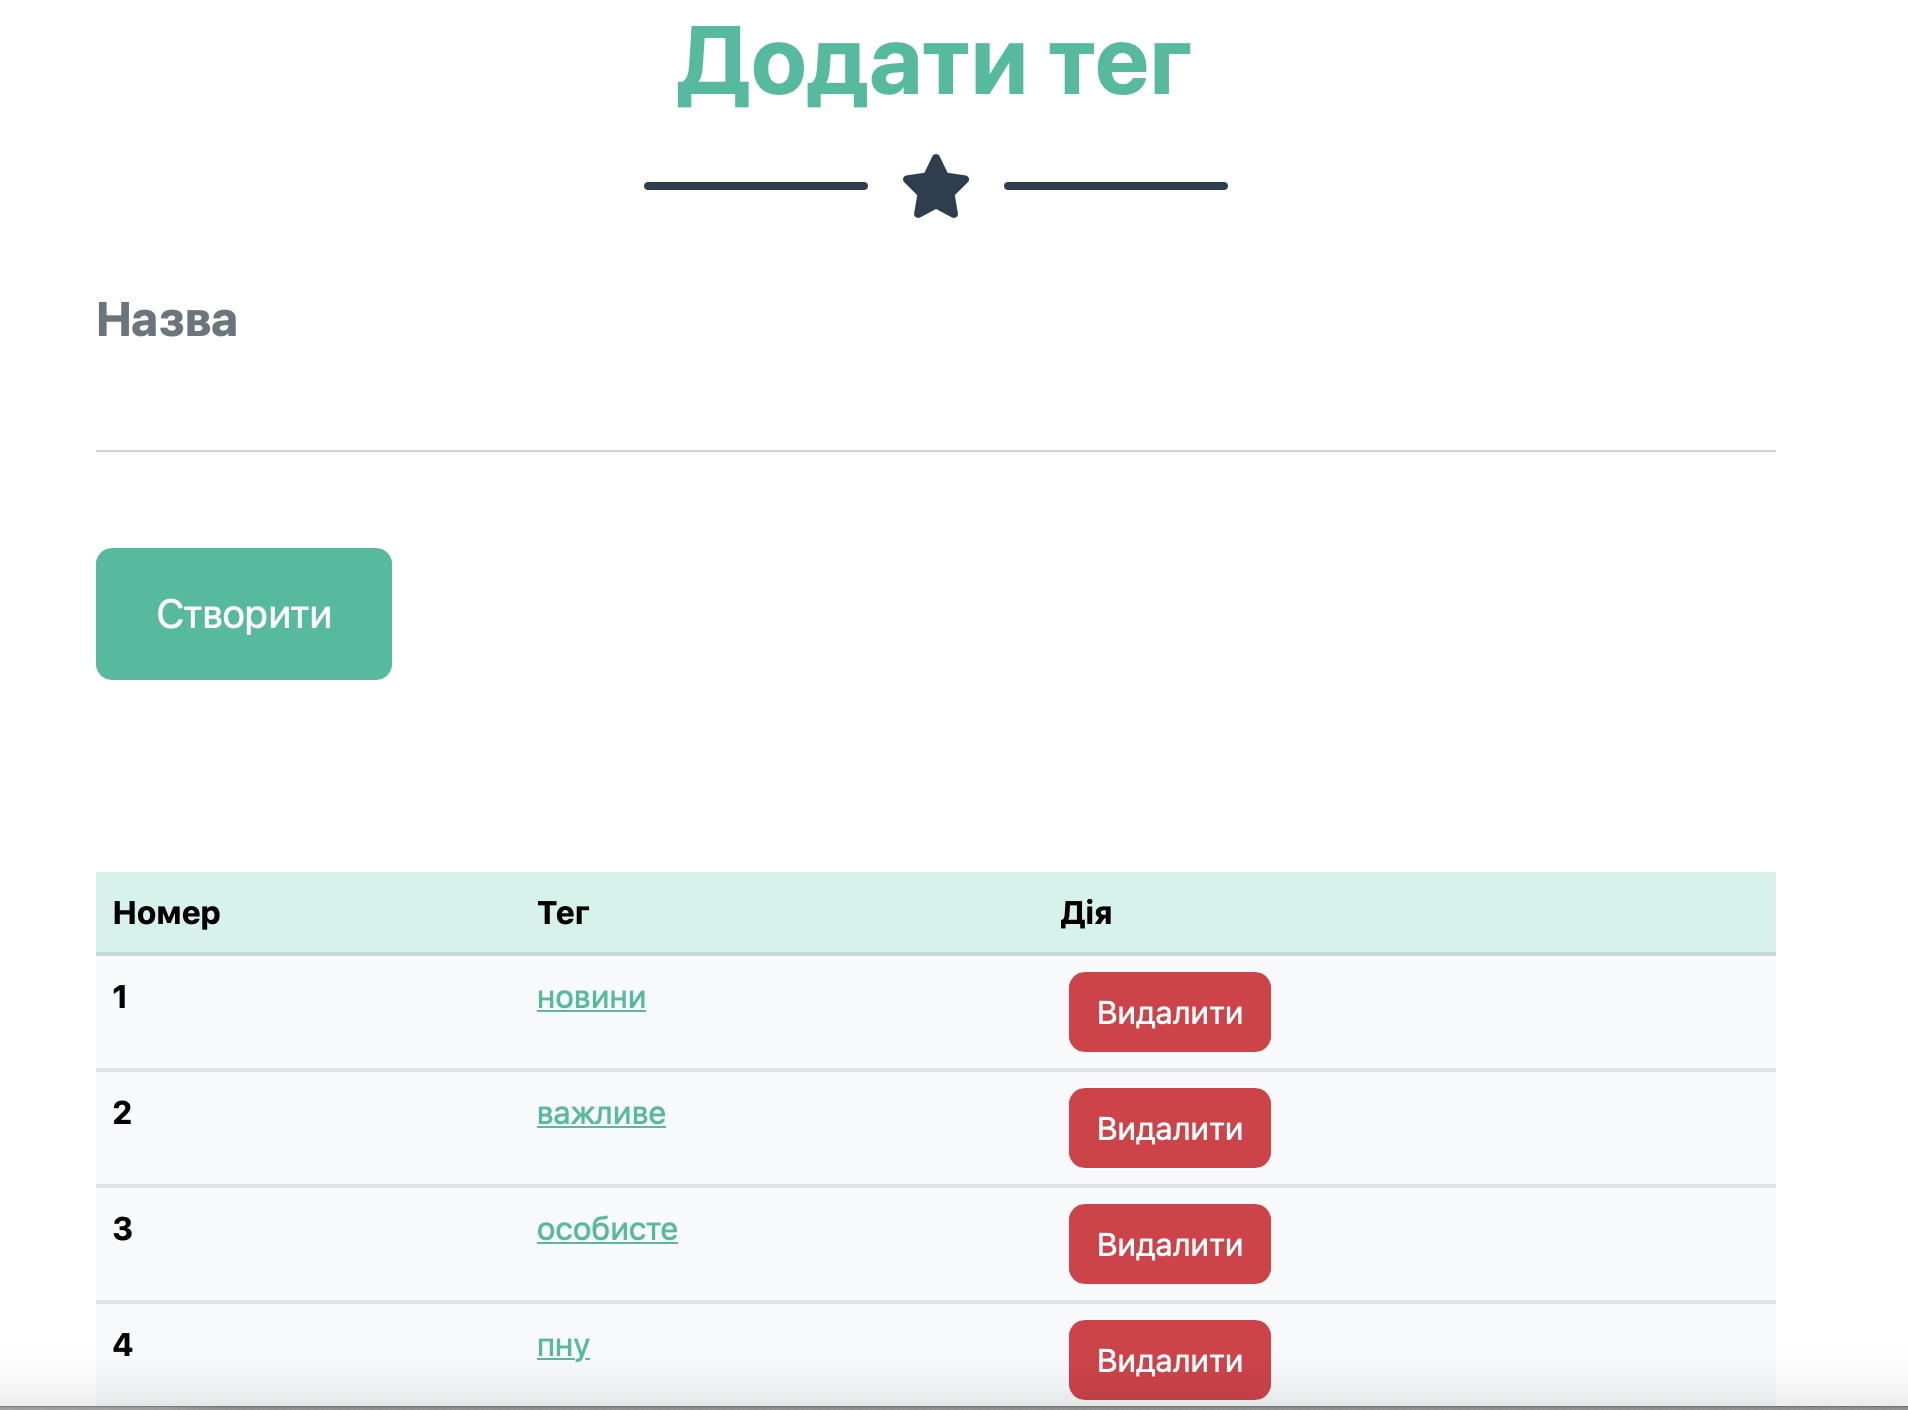 Додати тег
Назва
Створити
Номер Тег Дія
1 новини Видалити
2 важливе Видалити
3 особисте Видалити
4 пну Видалити